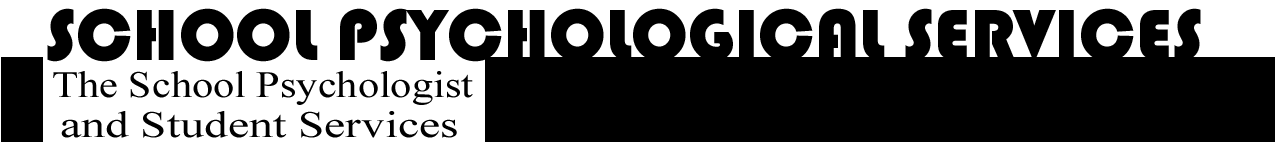 SCHOOL PSYCHOLOGICAL SERVICES
The School Psychologist
and Student Services